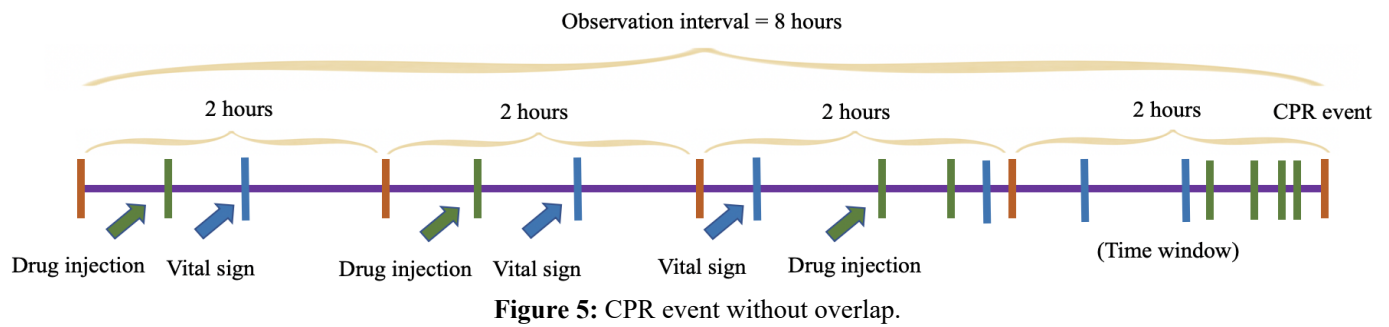 Observation interval = 8 hours
2 hours
2 hours
2 hours
2 hours
CPR event
Drug injection
Vital sign
Drug injection
Vital sign
Vital sign
Drug injection
(Time window)
Figure 5: CPR event without overlap.